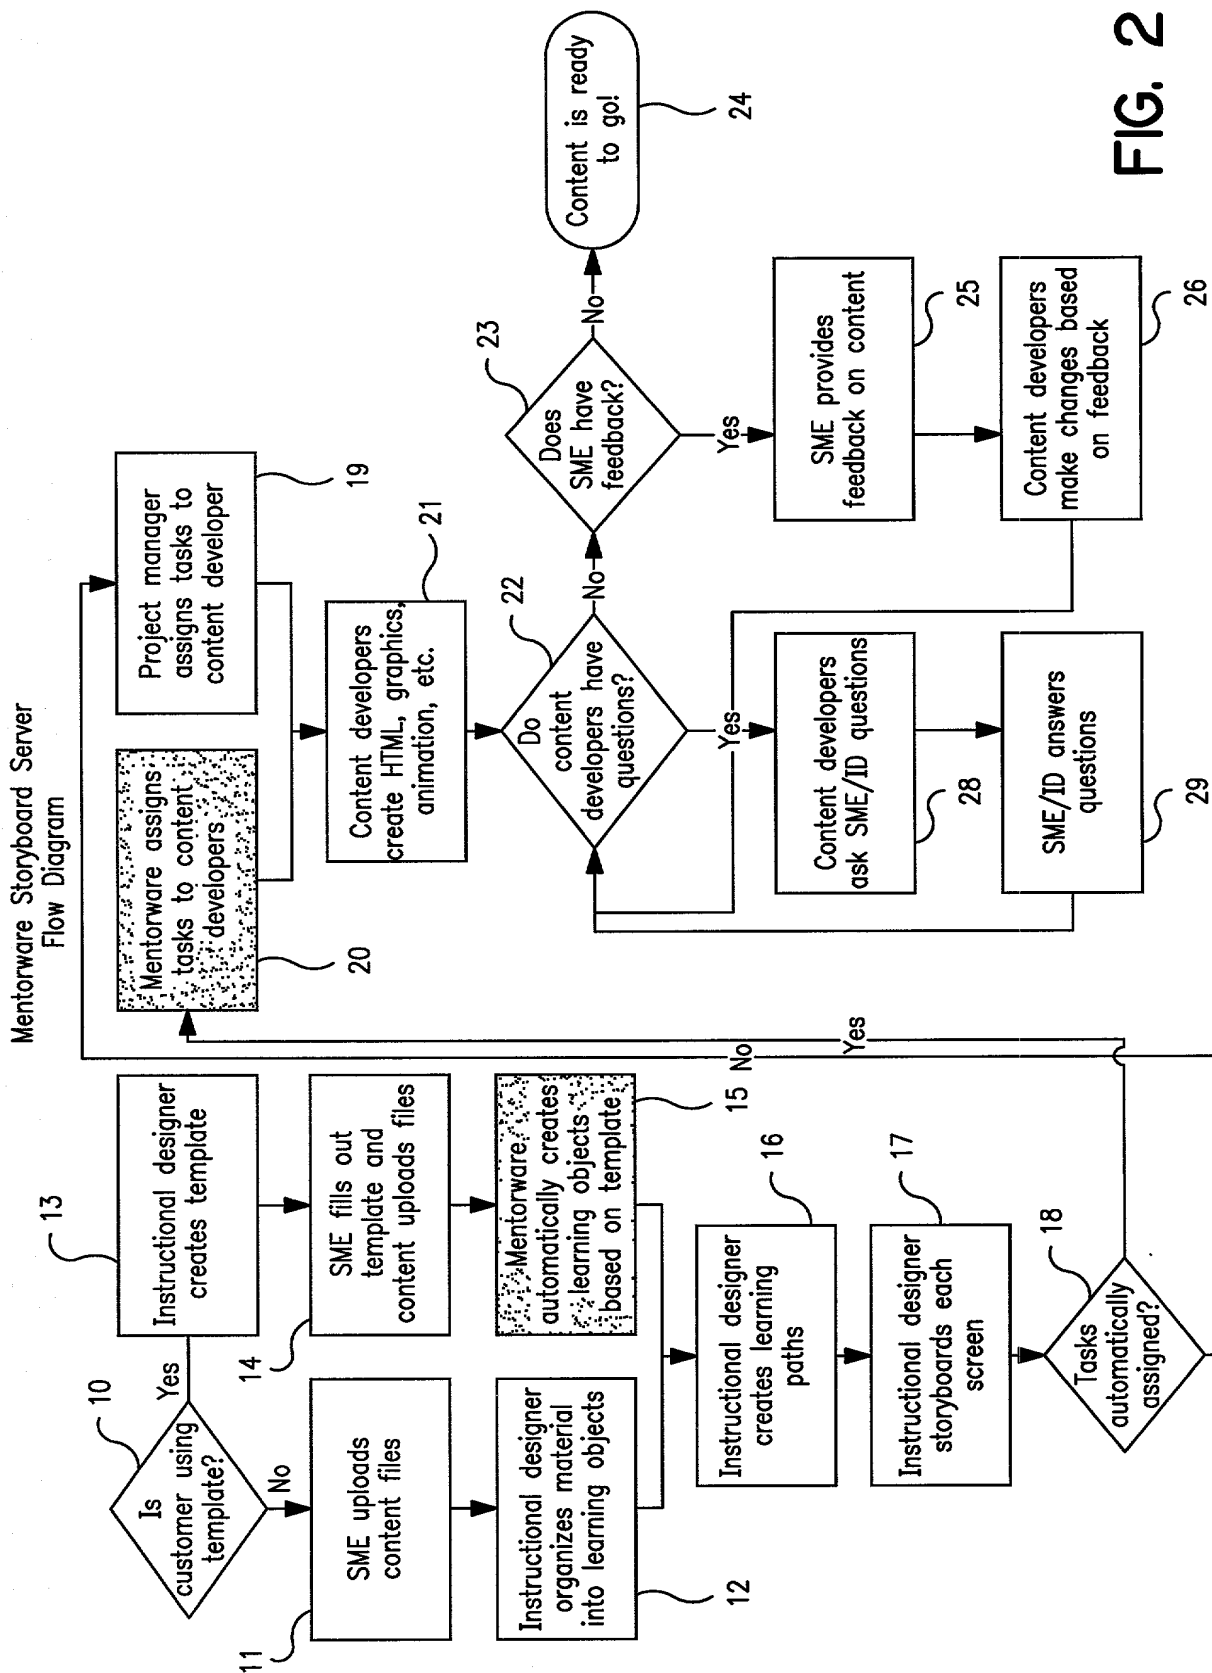 Mentorware Storyboard Server
Flow Diagram
10
Is
customer using
template?
Yes
No
13
Instructional designer
creates template
11
SME uploads
content files
14
SME fills out
template and
content uploads files
12
Instructional designer
organizes material
into learning objects
15
Mentorware
automatically creates
learning objects
based on template
16
Instructional designer
creates learning
paths
17
Instructional designer
storyboards each
screen
18
Tasks
automatically
assigned?
No
Yes
20
Mentorware assigns
tasks to content
developers
19
Project manager
assigns tasks to
content developer
21
Content developers
create HTML, graphics,
animation, etc.
22
Do
content
developers have
questions?
No
Yes
28
Content developers
ask SME/ID questions
29
SME/ID answers
questions
23
Does
SME have
feedback?
No
Yes
24
Content is ready
to go!
25
SME provides
feedback on content
26
Content developers
make changes based
on feedback
FIG. 2